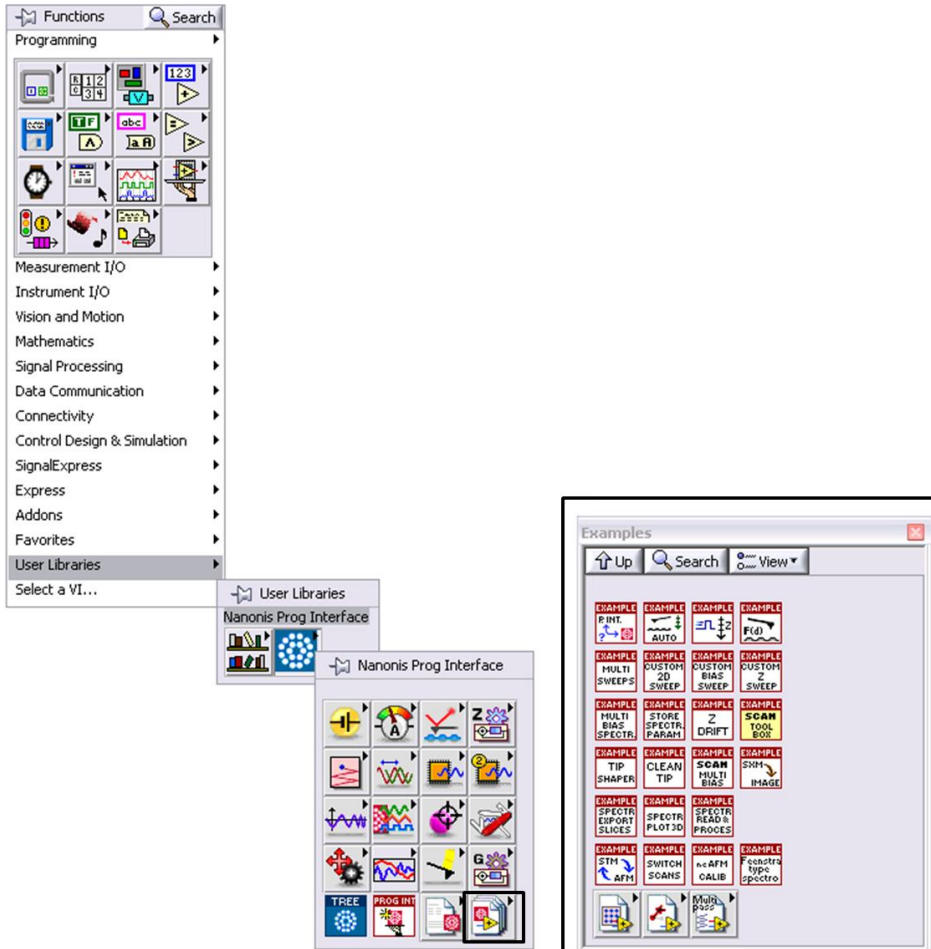 Functions
Search
Programming
R 1 2
C 3 4
123
T F
abc
a A
Measurement I/O
Instrument I/O
Vision and Motion
Mathematics
Signal Processing
Data Communication
Connectivity
Control Design & Simulation
SignalExpress
Express
Addons
Favorites
User Libraries
Select a VI...
User Libraries
Nanonis Prog Interface
Nanonis Prog Interface
A
Z
2
G
TREE
PROG INT
Examples
Up
Search
View
EXAMPLE EXAMPLE EXAMPLE EXAMPLE
P.INT. ?
AUTO
z
F(d)
EXAMPLE EXAMPLE EXAMPLE EXAMPLE
MULTI SWEEPS
CUSTOM 2D SWEEP
CUSTOM BIAS SWEEP
CUSTOM Z SWEEP
EXAMPLE EXAMPLE EXAMPLE EXAMPLE
MULTI BIAS SPECTR.
STORE SPECTR. PARAM
Z DRIFT
SCAN TOOL BOX
EXAMPLE EXAMPLE EXAMPLE EXAMPLE
TIP SHAPER
CLEAN TIP
SCAN MULTI BIAS
SXM IMAGE
EXAMPLE EXAMPLE EXAMPLE
SPECTR EXPORT SLICES
SPECTR PLOT3D
SPECTR READ & PROCES
EXAMPLE EXAMPLE EXAMPLE EXAMPLE
STM AFM
SWITCH SCANS
ncAFM CALIB
Feenstra type spectro
Multi pass